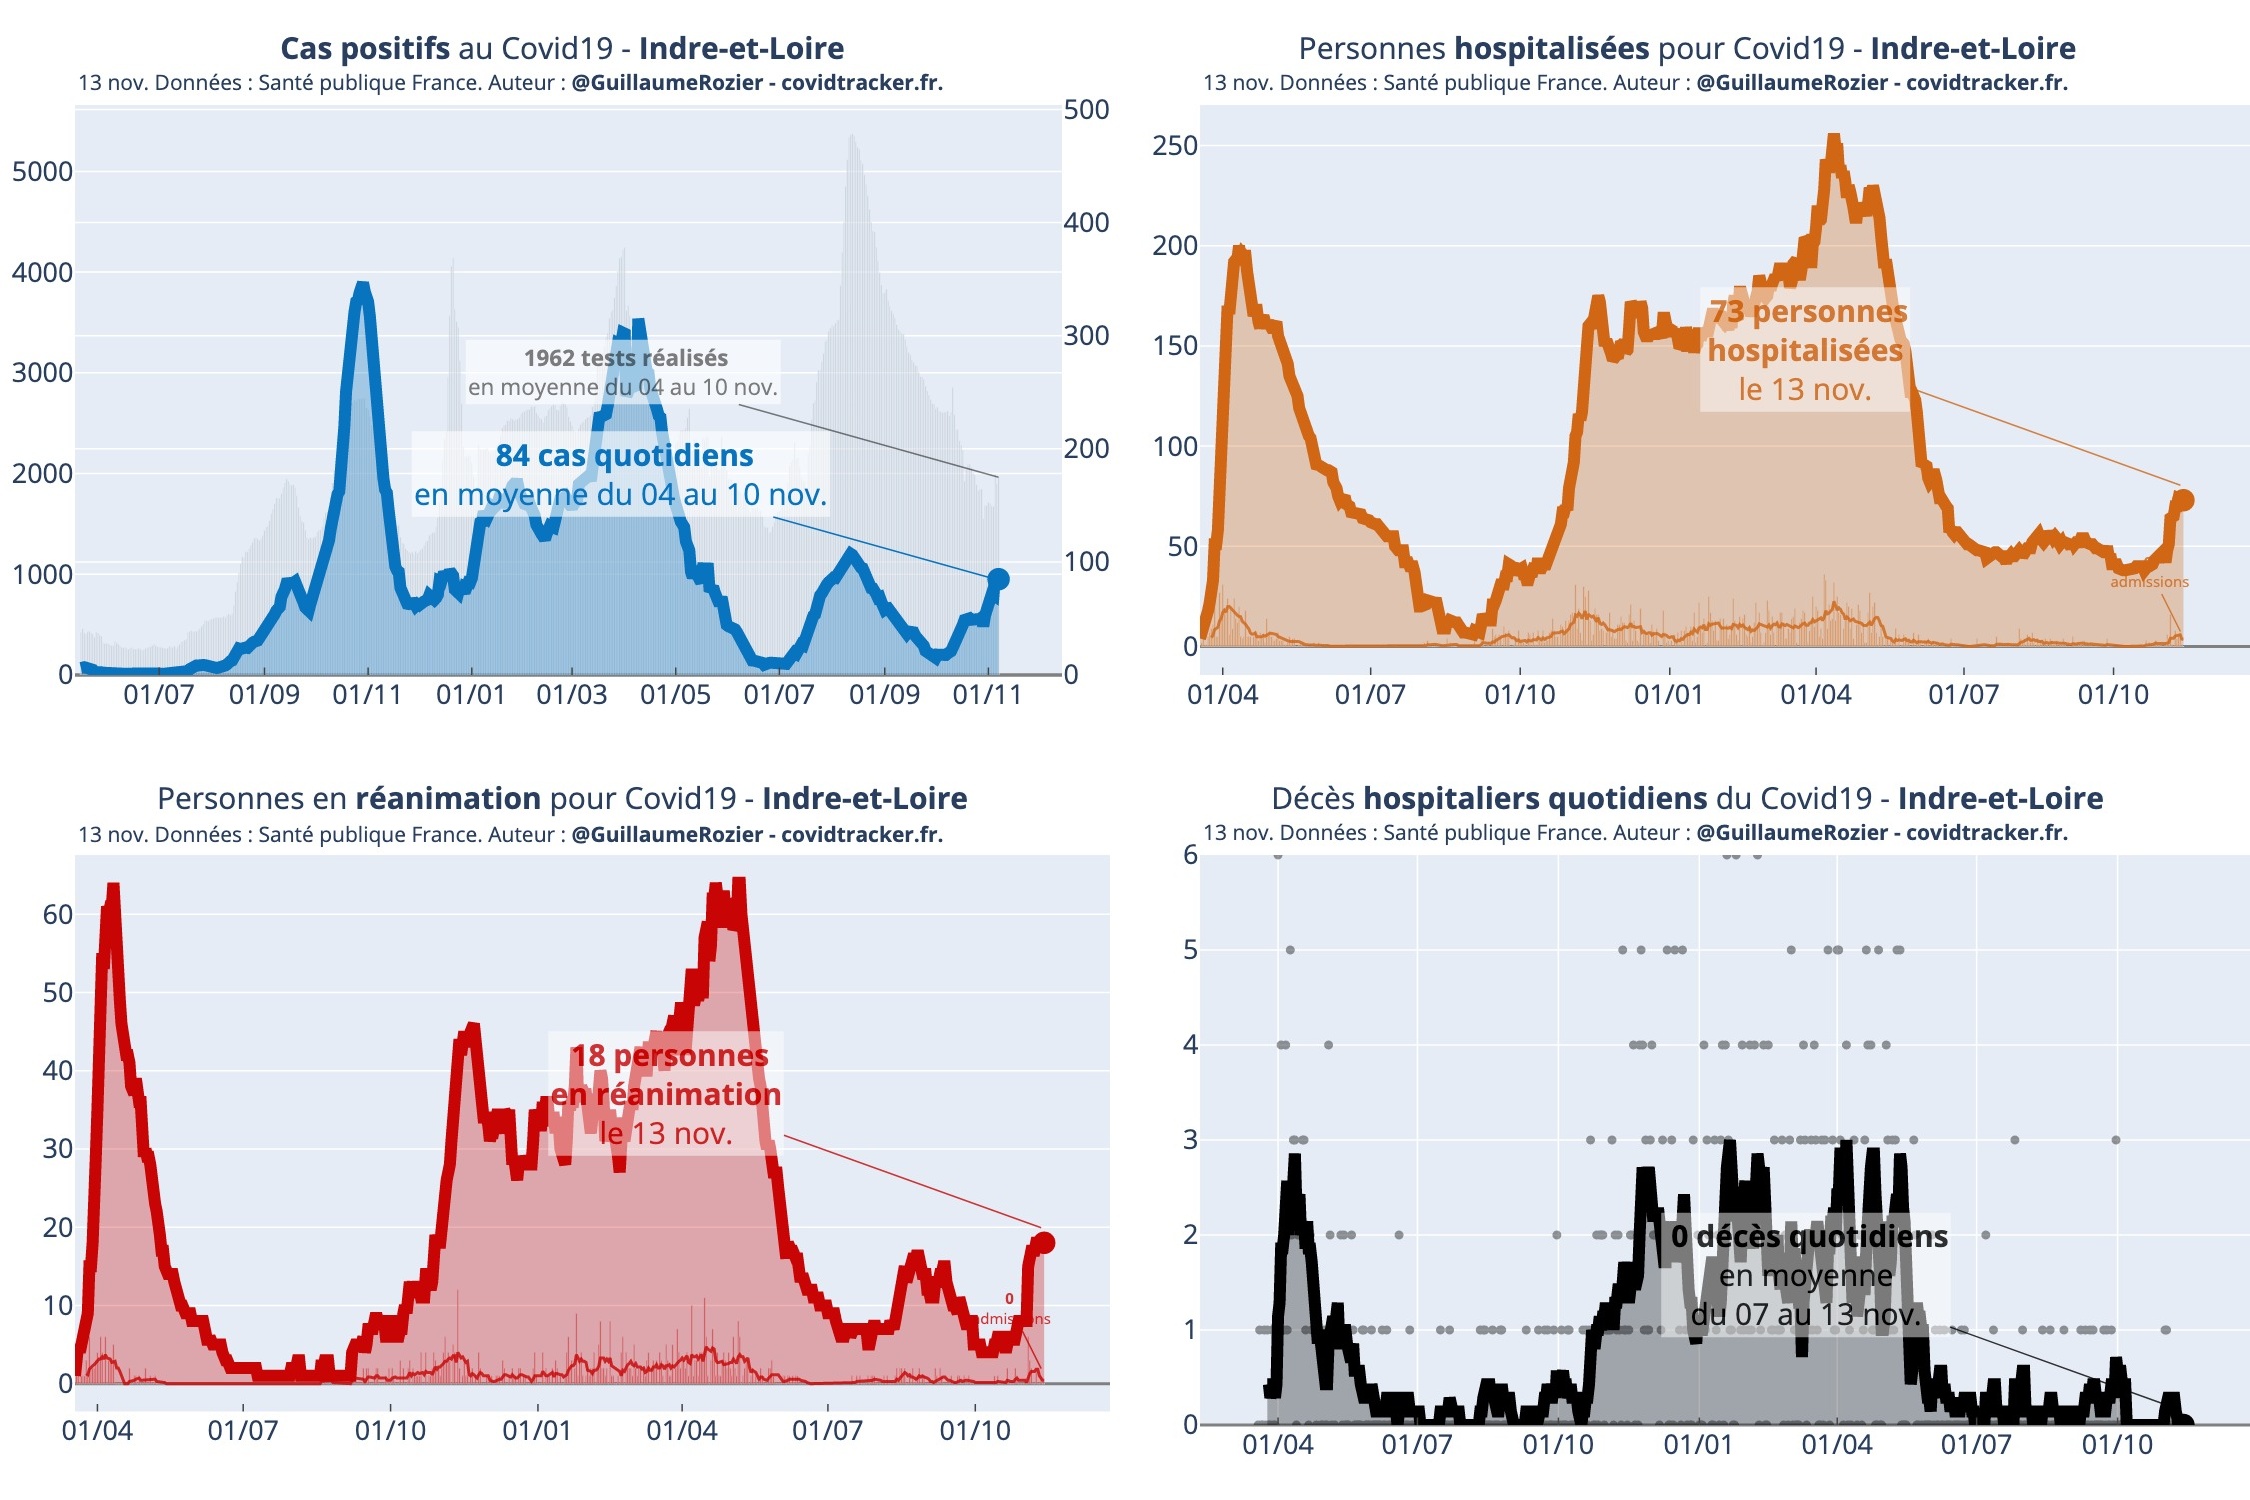 Cas positifs au Covid19 - Indre-et-Loire
13 nov. Données : Santé publique France. Auteur : @GuillaumeRozier - covidtracker.fr.
500
5000
400
4000
300
3000
1962 tests réalisés
en moyenne du 04 au 10 nov.
200
2000
84 cas quotidiens
en moyenne du 04 au 10 nov.
100
1000
0
0
01/07 01/09 01/11 01/01 01/03 01/05 01/07 01/09 01/11
Personnes hospitalisées pour Covid19 - Indre-et-Loire
13 nov. Données : Santé publique France. Auteur : @GuillaumeRozier - covidtracker.fr.
250
200
150
100
50
0
73 personnes
hospitalisées
le 13 nov.
admissions
01/04 01/07 01/10 01/01 01/04 01/07 01/10
Personnes en réanimation pour Covid19 - Indre-et-Loire
13 nov. Données : Santé publique France. Auteur : @GuillaumeRozier - covidtracker.fr.
60
50
40
30
20
10
0
18 personnes
en réanimation
le 13 nov.
0
admissions
01/04 01/07 01/10 01/01 01/04 01/07 01/10
Décès hospitaliers quotidiens du Covid19 - Indre-et-Loire
13 nov. Données : Santé publique France. Auteur : @GuillaumeRozier - covidtracker.fr.
6
5
4
3
2
1
0
0 décès quotidiens
en moyenne
du 07 au 13 nov.
01/04 01/07 01/10 01/01 01/04 01/07 01/10